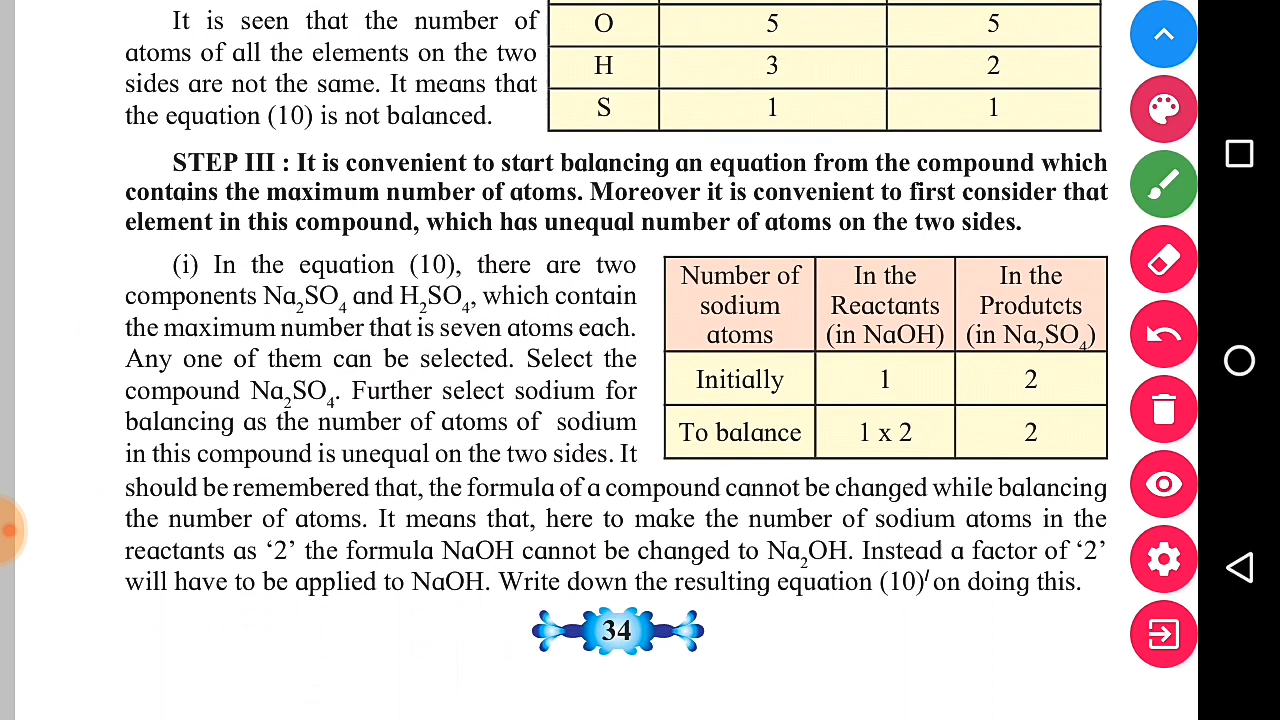 It is seen that the number of
atoms of all the elements on the two
sides are not the same. It means that
the equation (10) is not balanced.
O 5 5
H 3 2
S 1 1
STEP III : It is convenient to start balancing an equation from the compound which
contains the maximum number of atoms. Moreover it is convenient to first consider that
element in this compound, which has unequal number of atoms on the two sides.
(i) In the equation (10), there are two
components Na₂SO₄ and H₂SO₄, which contain
the maximum number that is seven atoms each.
Any one of them can be selected. Select the
compound Na₂SO₄. Further select sodium for
balancing as the number of atoms of sodium
in this compound is unequal on the two sides. It
should be remembered that, the formula of a compound cannot be changed while balancing
the number of atoms. It means that, here to make the number of sodium atoms in the
reactants as ‘2’ the formula NaOH cannot be changed to Na₂OH. Instead a factor of ‘2’
will have to be applied to NaOH. Write down the resulting equation (10)′ on doing this.
Number of In the In the
sodium Reactants Produtcts
atoms (in NaOH) (in Na₂SO₄)
Initially 1 2
To balance 1 x 2 2
34